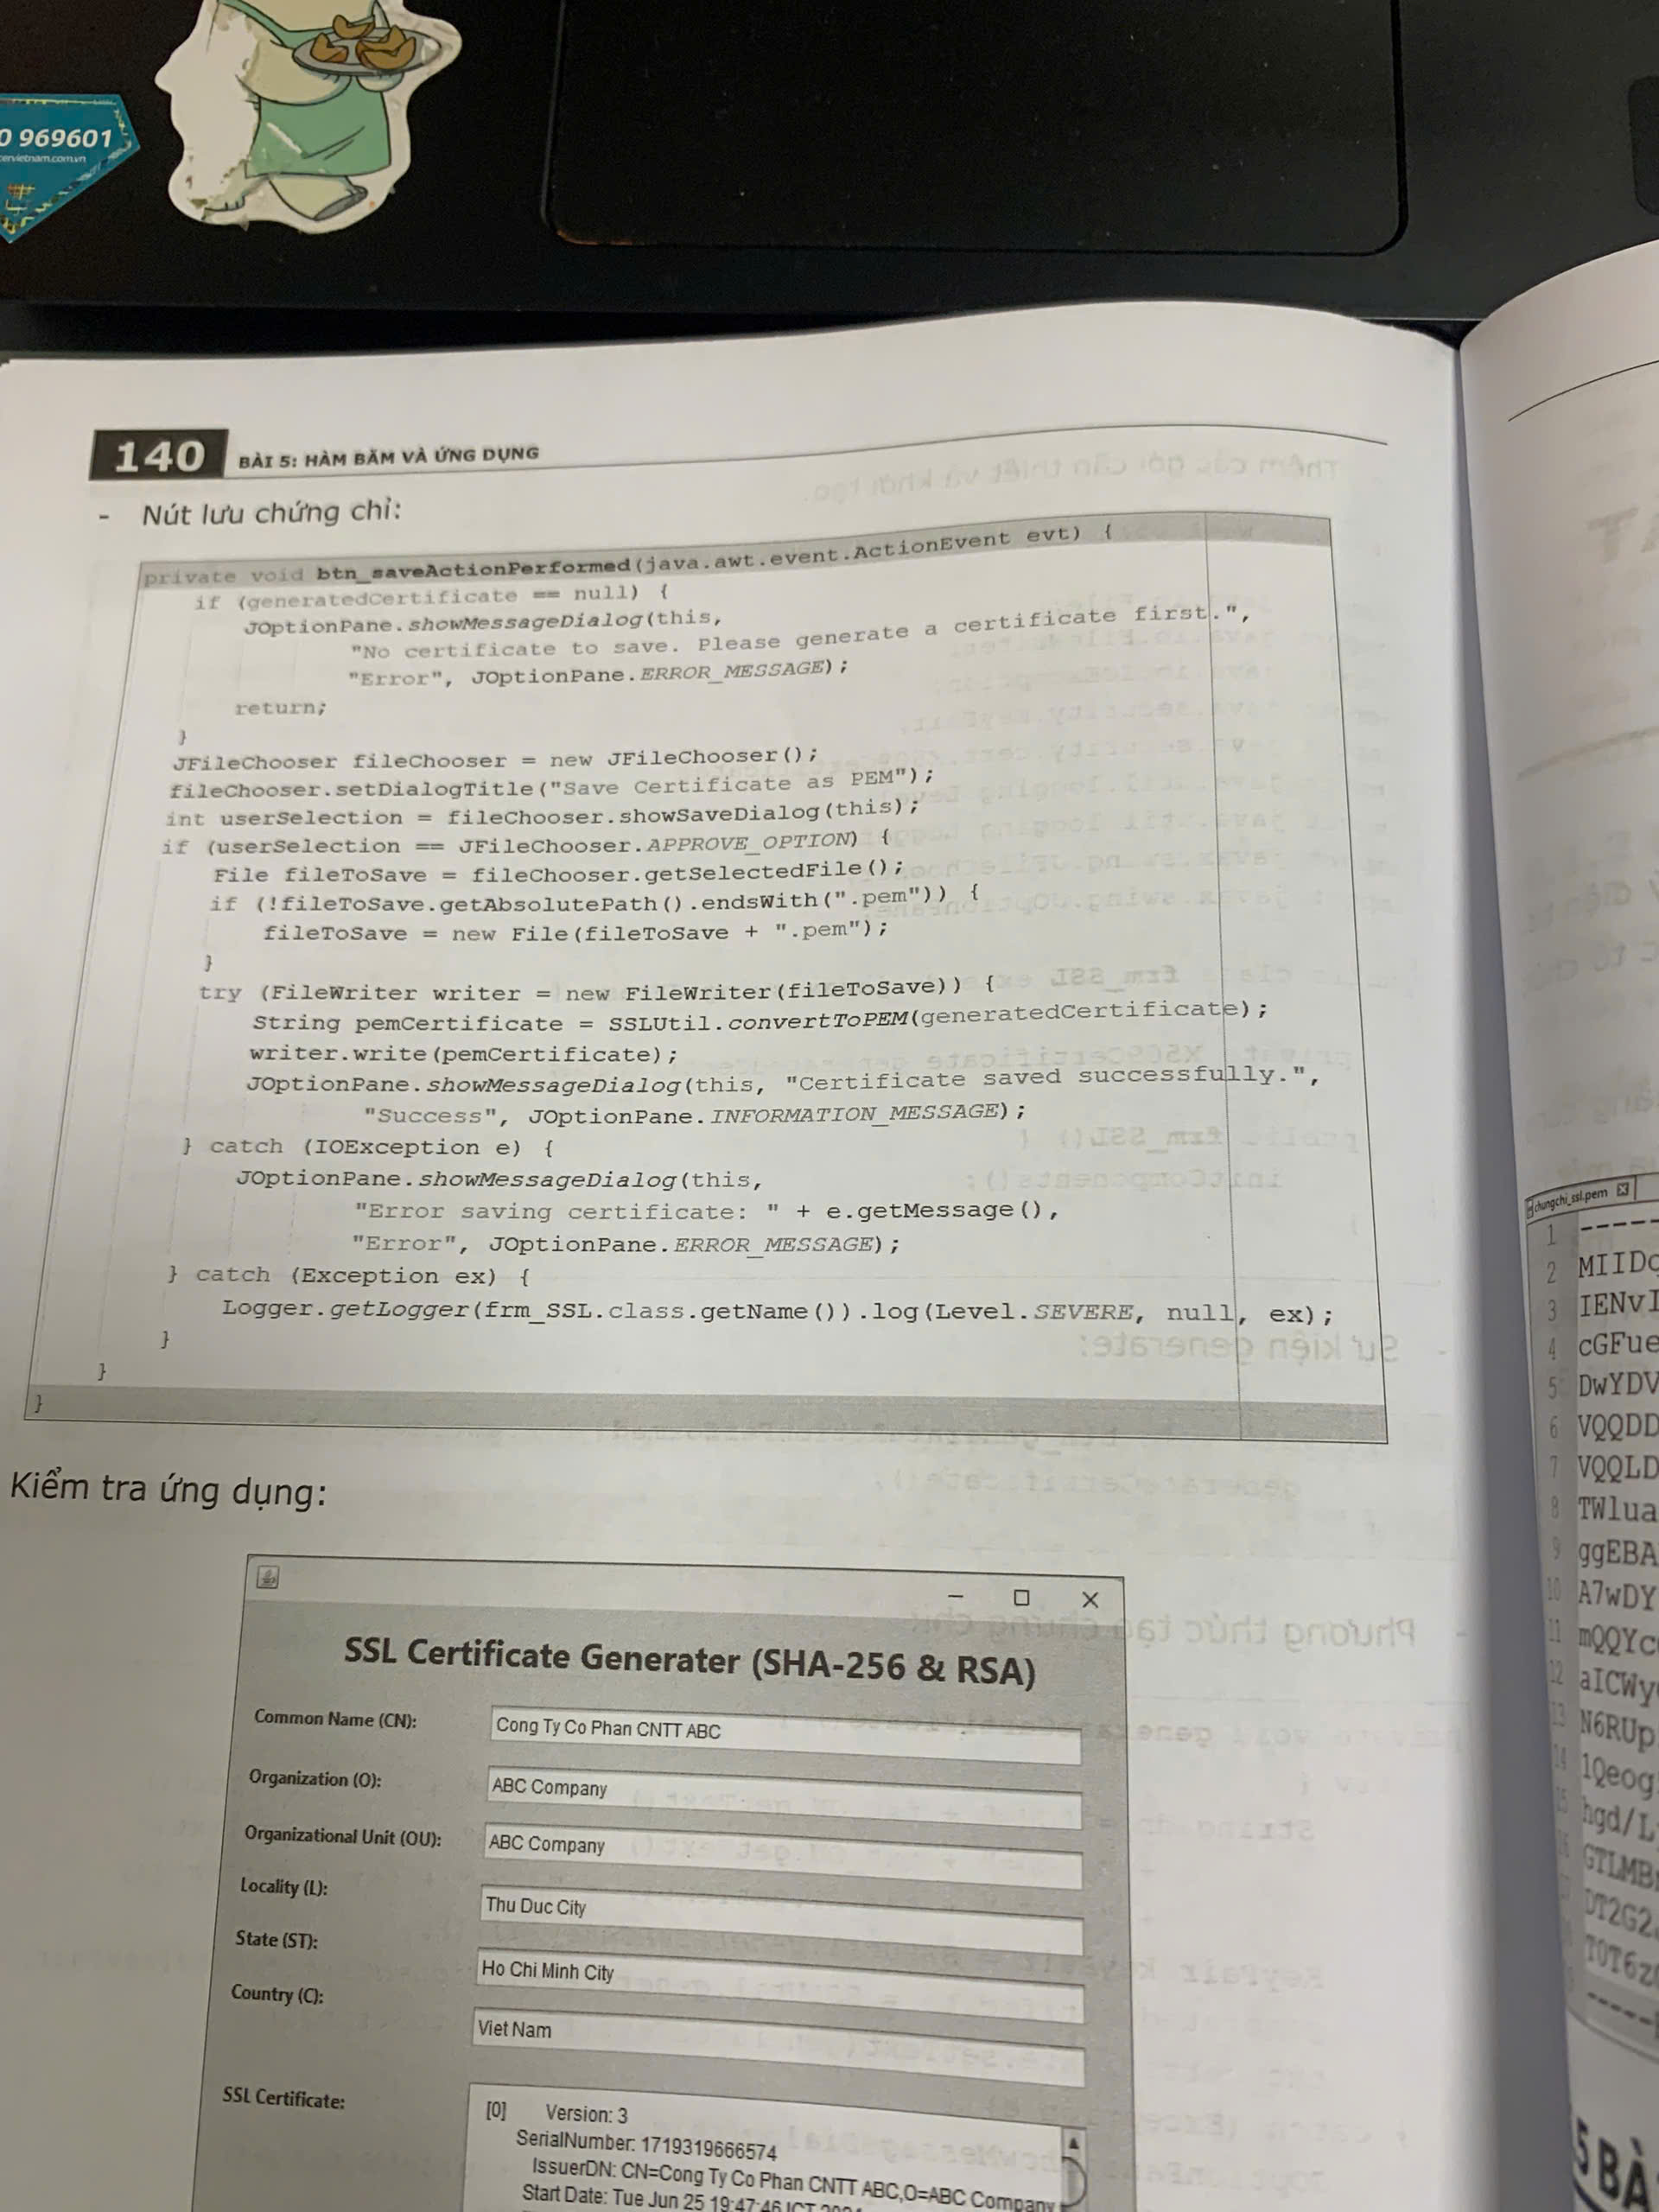 0 969601
cervietnam.com.vn
140 BÀI 5: HÀM BĂM VÀ ỨNG DỤNG
- Nút lưu chứng chỉ:
private void btn_saveActionPerformed(java.awt.event.ActionEvent evt) {
if (generatedCertificate == null) {
JOptionPane.showMessageDialog(this,
"No certificate to save. Please generate a certificate first.",
"Error", JOptionPane.ERROR_MESSAGE);
return;
}
JFileChooser fileChooser = new JFileChooser();
fileChooser.setDialogTitle("Save Certificate as PEM");
int userSelection = fileChooser.showSaveDialog(this);
if (userSelection == JFileChooser.APPROVE_OPTION) {
File fileToSave = fileChooser.getSelectedFile();
if (!fileToSave.getAbsolutePath().endsWith(".pem")) {
fileToSave = new File(fileToSave + ".pem");
}
try (FileWriter writer = new FileWriter(fileToSave)) {
String pemCertificate = SSLUtil.convertToPEM(generatedCertificate);
writer.write(pemCertificate);
JOptionPane.showMessageDialog(this, "Certificate saved successfully.",
"Success", JOptionPane.INFORMATION_MESSAGE);
} catch (IOException e) {
JOptionPane.showMessageDialog(this,
"Error saving certificate: " + e.getMessage(),
"Error", JOptionPane.ERROR_MESSAGE);
} catch (Exception ex) {
Logger.getLogger(frm_SSL.class.getName()).log(Level.SEVERE, null, ex);
}
}
}
Kiểm tra ứng dụng:
SSL Certificate Generater (SHA-256 & RSA)
Common Name (CN): Cong Ty Co Phan CNTT ABC
Organization (O): ABC Company
Organizational Unit (OU): ABC Company
Locality (L): Thu Duc City
State (ST): Ho Chi Minh City
Country (C): Viet Nam
SSL Certificate: [0] Version: 3
SerialNumber: 1719319666574
IssuerDN: CN=Cong Ty Co Phan CNTT ABC,O=ABC Company
Start Date: Tue Jun 25 19:47:46 ICT
chungchi_ssl.pem
1 -----
2 MIIDq
3 IENvI
4 cGFue
5 DwYDV
6 VQQDD
7 VQQLD
8 TWlua
9 ggEBA
10 A7wDY
11 mQQYc
12 aICWy
13 N6RUp
14 lQeog
hgd/L
GTLMB
DT2G2
T0T6z
-----
5 BÀ